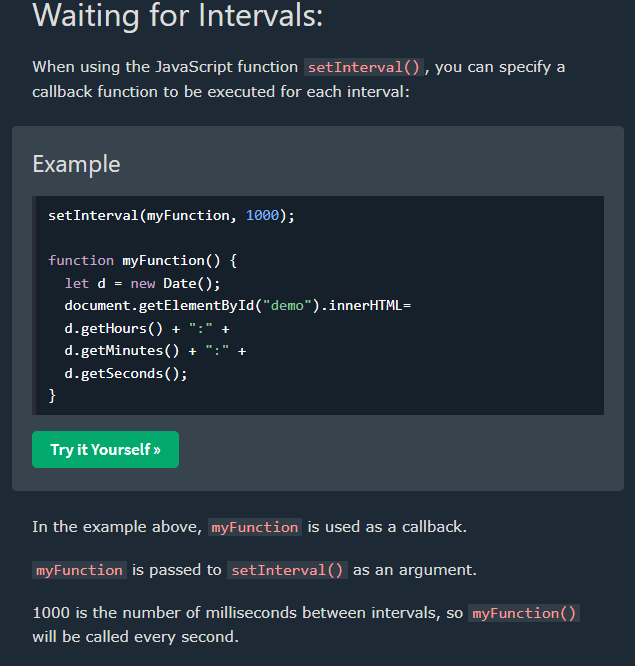 Waiting for Intervals:
When using the JavaScript function setInterval(), you can specify a
callback function to be executed for each interval:
Example
setInterval(myFunction, 1000);
function myFunction() {
  let d = new Date();
  document.getElementById("demo").innerHTML=
  d.getHours() + ":" +
  d.getMinutes() + ":" +
  d.getSeconds();
}
Try it Yourself »
In the example above, myFunction is used as a callback.
myFunction is passed to setInterval() as an argument.
1000 is the number of milliseconds between intervals, so myFunction()
will be called every second.